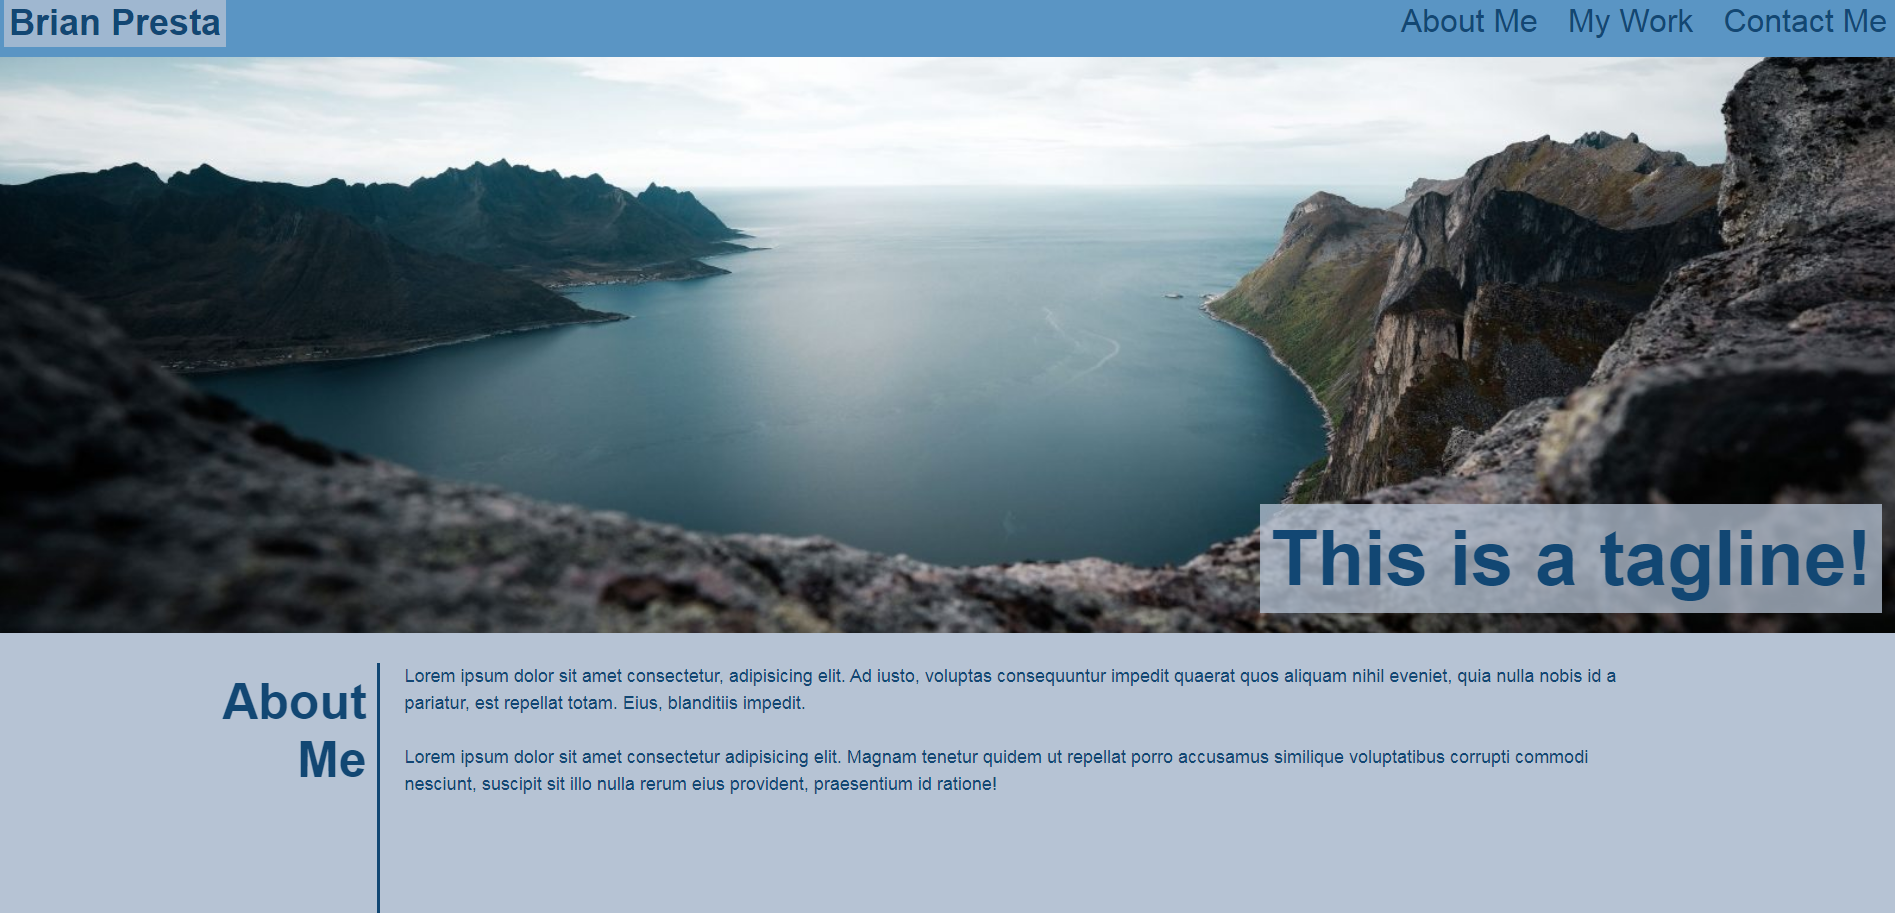 Brian Presta
About Me My Work Contact Me
This is a tagline!
About
Me
Lorem ipsum dolor sit amet consectetur, adipisicing elit. Ad iusto, voluptas consequuntur impedit quaerat quos aliquam nihil eveniet, quia nulla nobis id a
pariatur, est repellat totam. Eius, blanditiis impedit.
Lorem ipsum dolor sit amet consectetur adipisicing elit. Magnam tenetur quidem ut repellat porro accusamus similique voluptatibus corrupti commodi
nesciunt, suscipit sit illo nulla rerum eius provident, praesentium id ratione!